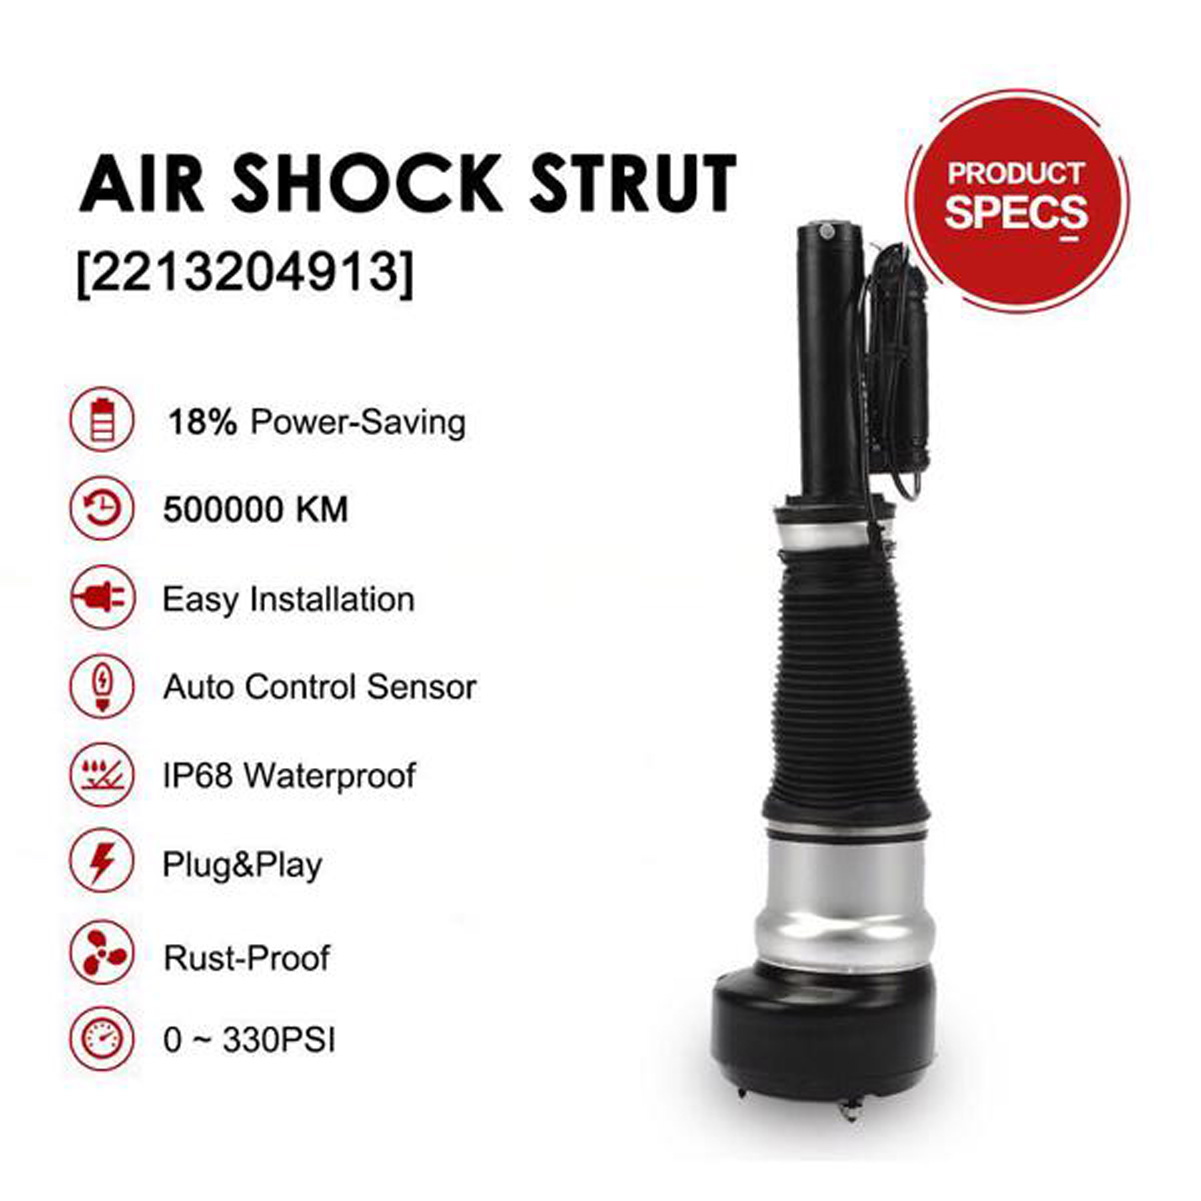 AIR SHOCK STRUT
[2213204913]
PRODUCT
SPECS
18% Power-Saving
500000 KM
Easy Installation
Auto Control Sensor
IP68 Waterproof
Plug&Play
Rust-Proof
0 ~ 330PSI